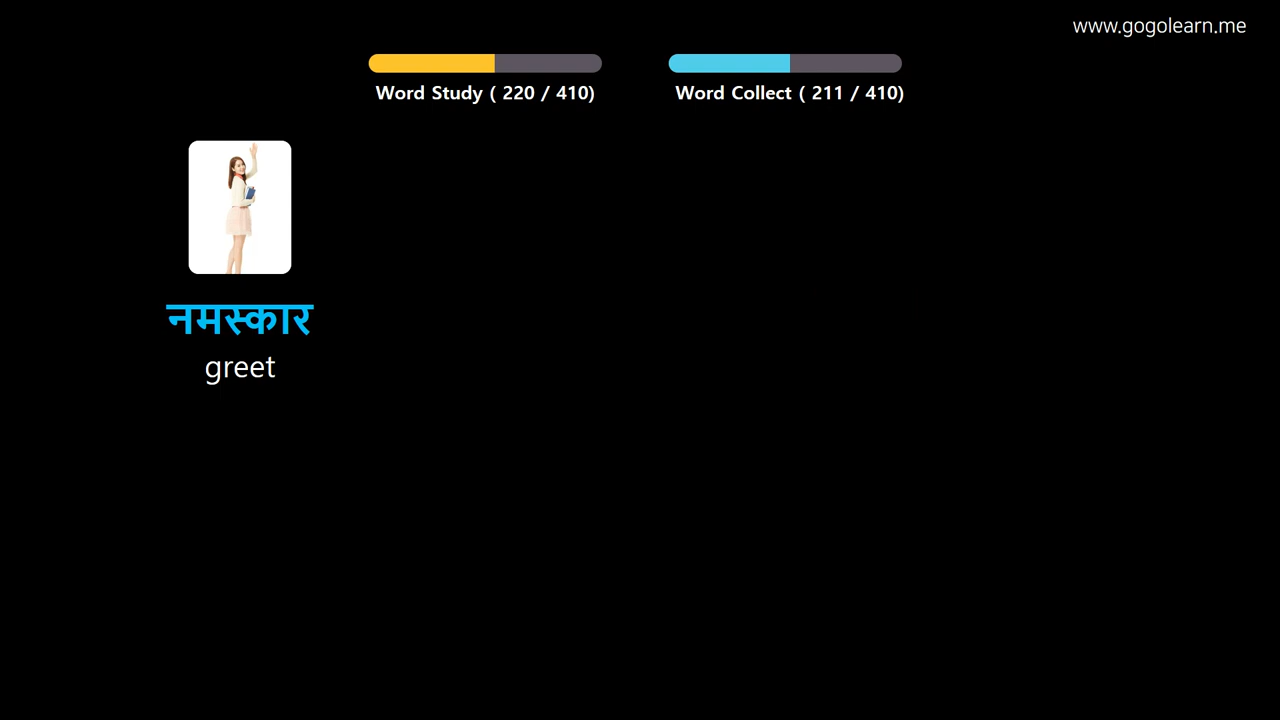 www.gogolearn.me
Word Study ( 220 / 410)
Word Collect ( 211 / 410)
नमस्कार
greet